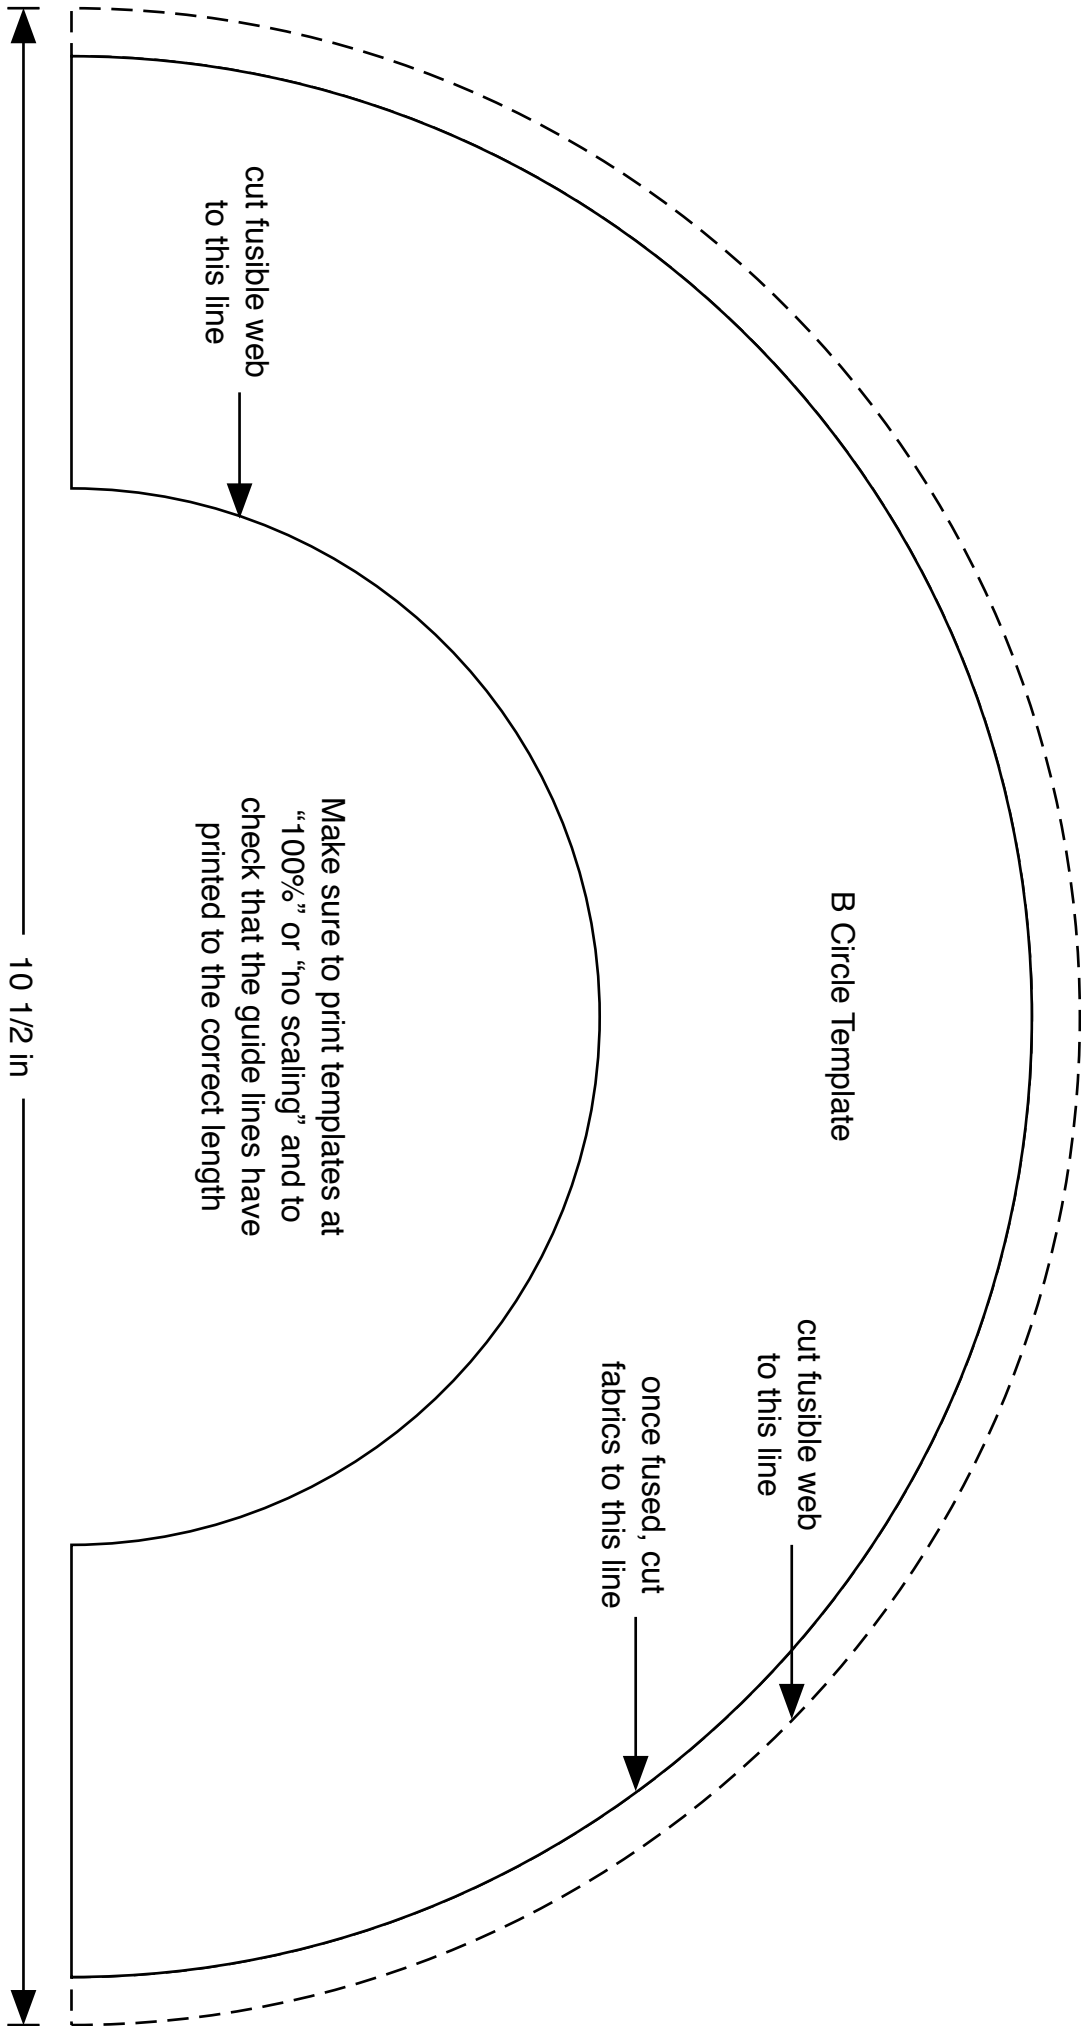 B Circle Template
cut fusible web
to this line
cut fusible web
to this line
once fused, cut
fabrics to this line
Make sure to print templates at
“100%” or “no scaling” and to
check that the guide lines have
printed to the correct length
10 1/2 in